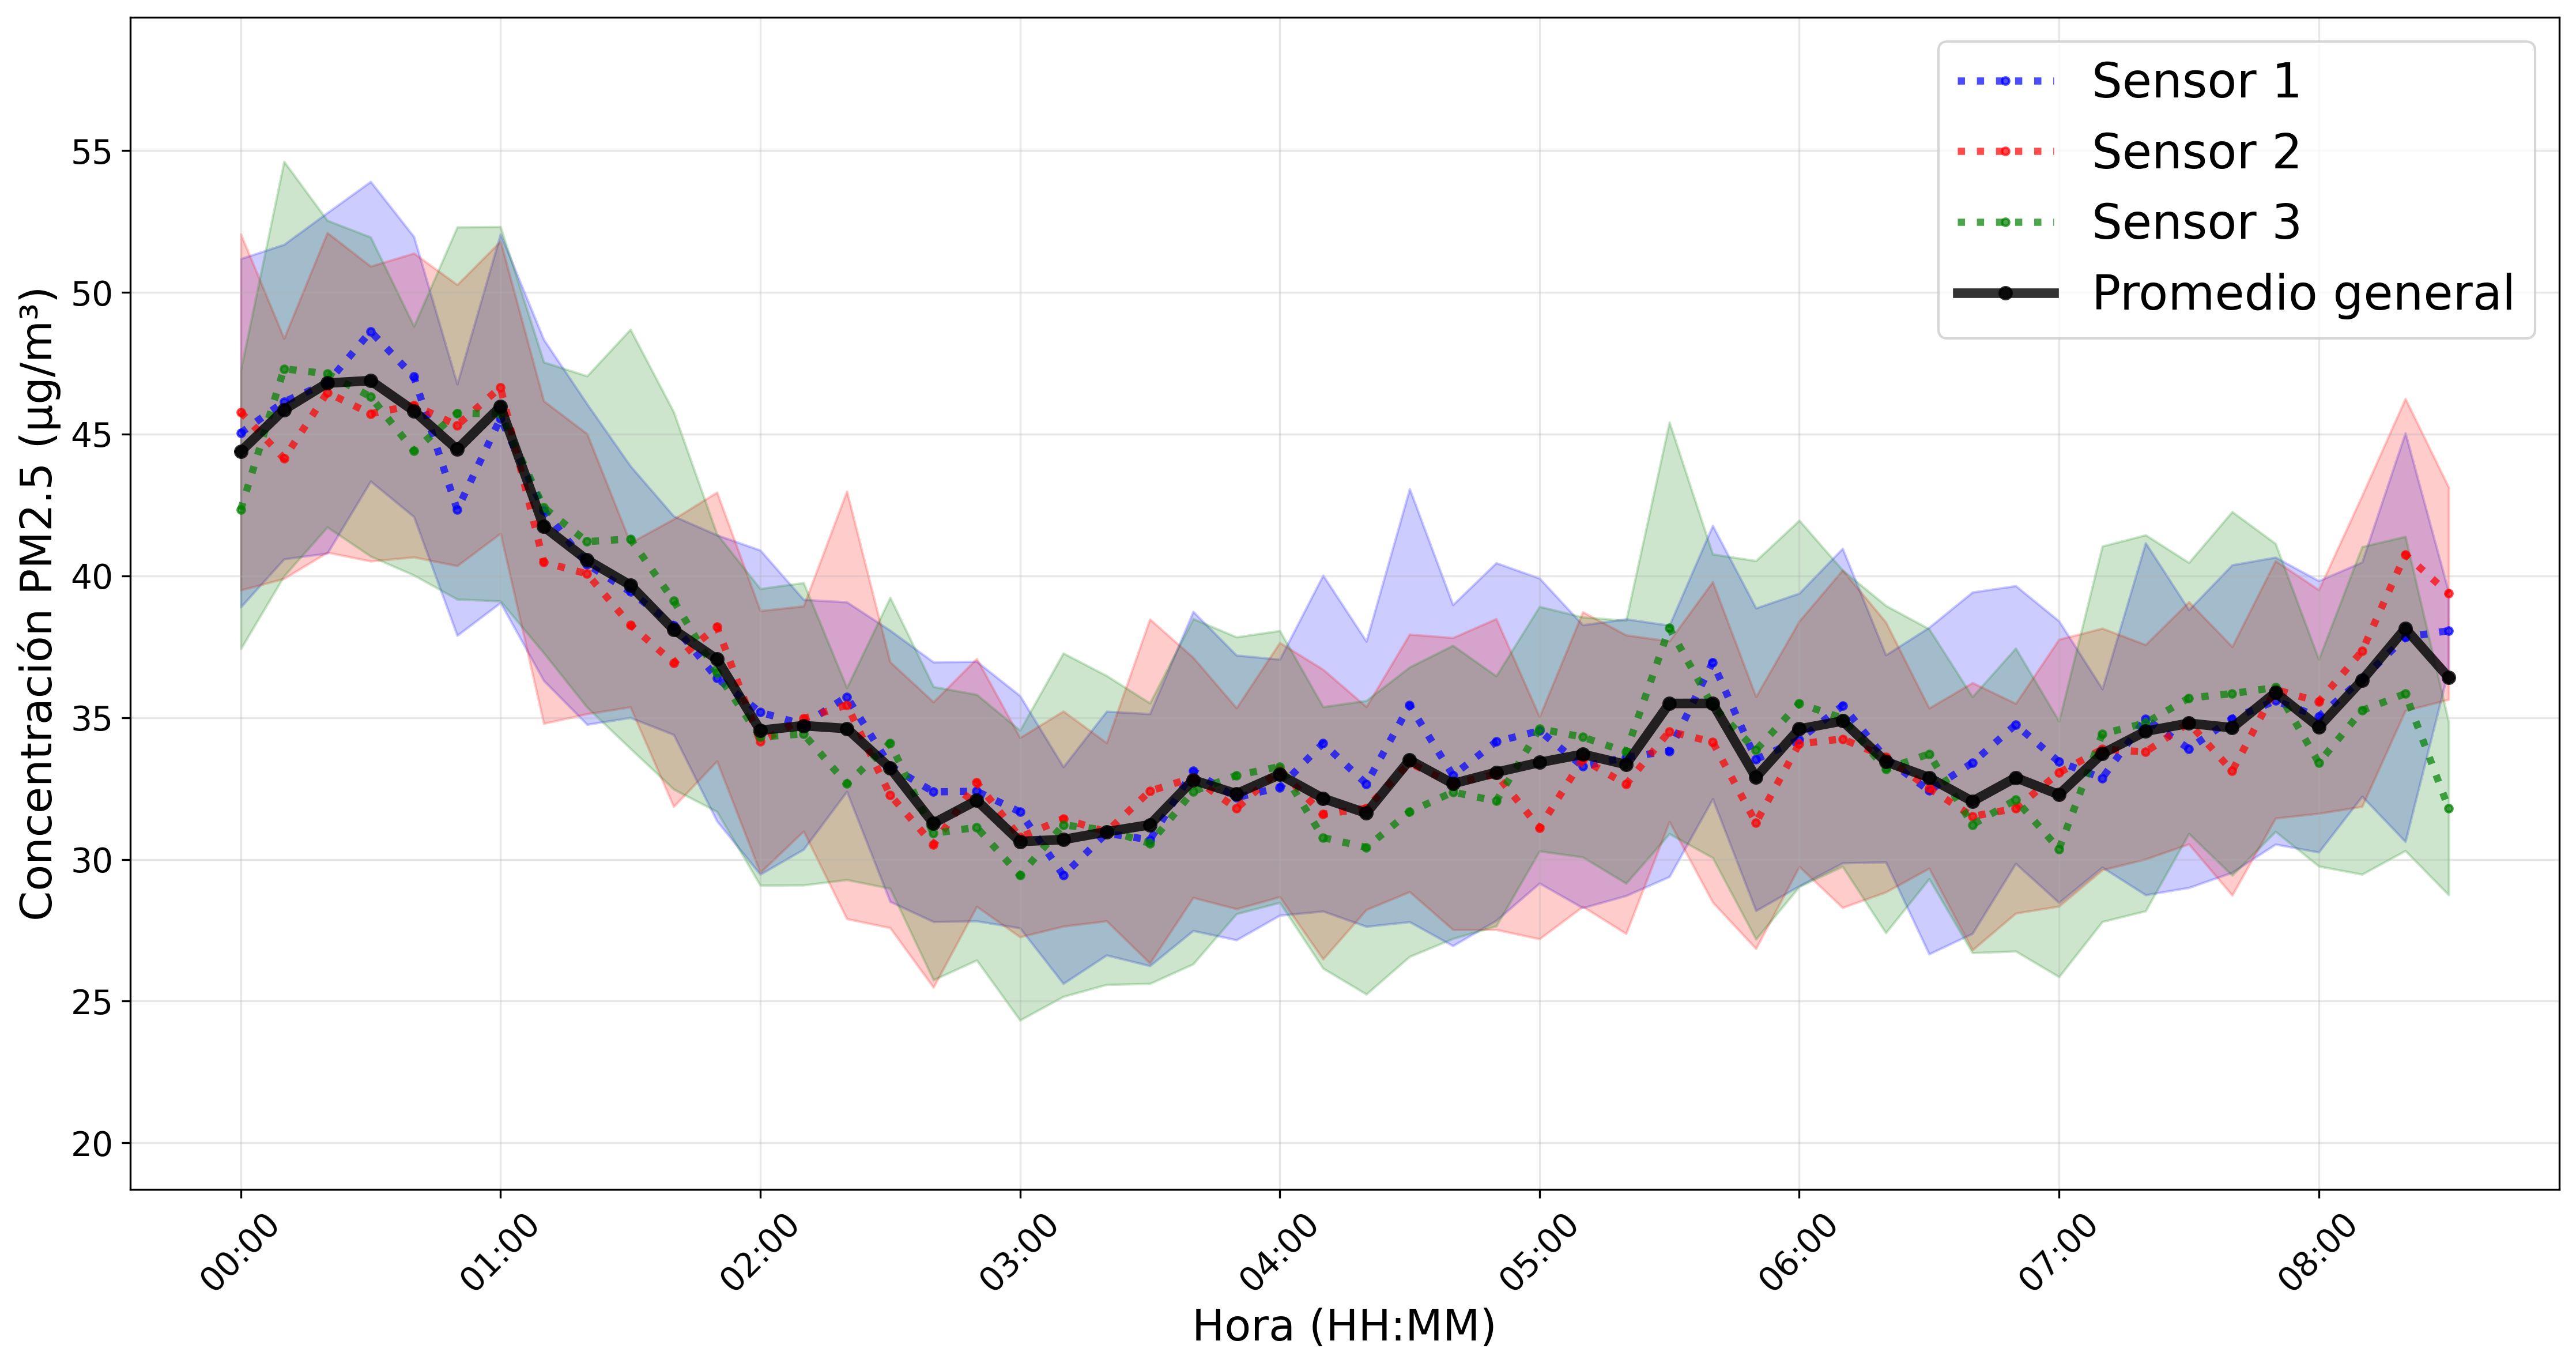 Sensor 1
Sensor 2
Sensor 3
Promedio general
Concentración PM2.5 (µg/m³)
55
50
45
40
35
30
25
20
00:00
01:00
02:00
03:00
04:00
05:00
06:00
07:00
08:00
Hora (HH:MM)